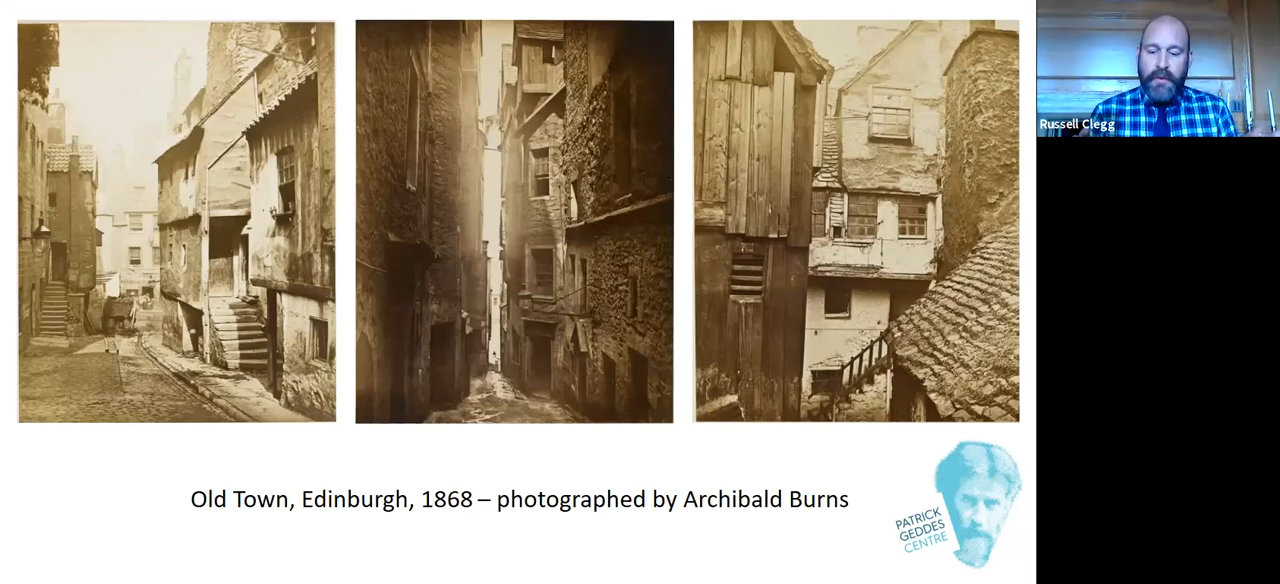 Russell Clegg
Old Town, Edinburgh, 1868 – photographed by Archibald Burns
PATRICK
GEDDES
CENTRE